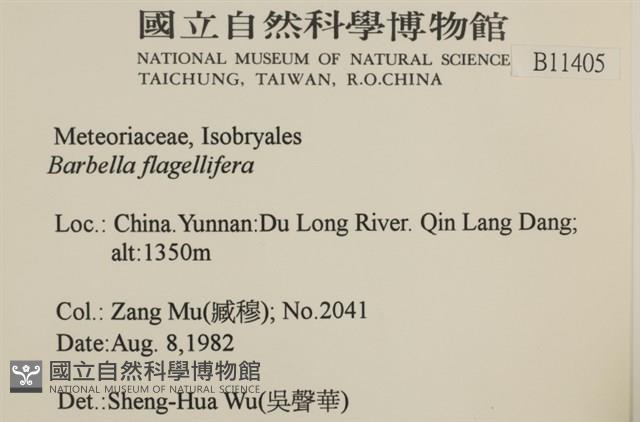 國立自然科學博物館
NATIONAL MUSEUM OF NATURAL SCIENCE
B11405
TAICHUNG, TAIWAN, R.O.CHINA
Meteoriaceae, Isobryales
Barbella flagellifera
Loc.: China.Yunnan:Du Long River. Qin Lang Dang;
alt:1350m
Col.: Zang Mu(臧穆); No.2041
Date:Aug. 8,1982
國立自然科學博物館
NATIONAL MUSEUM OF NATURAL SCIENCE
Det.:Sheng-Hua Wu(吳聲華)